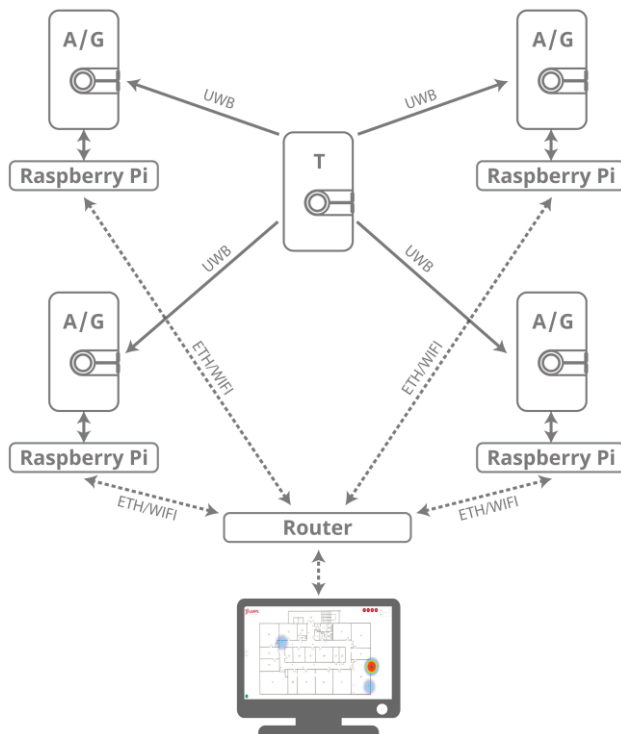 A/G
A/G
UWB
UWB
T
Raspberry Pi
Raspberry Pi
UWB
UWB
A/G
A/G
ETH/WIFI
ETH/WIFI
Raspberry Pi
Raspberry Pi
ETH/WIFI
ETH/WIFI
Router